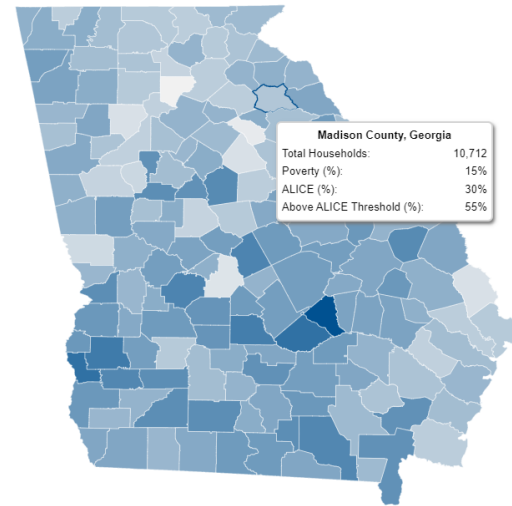 Madison County, Georgia
Total Households: 10,712
Poverty (%): 15%
ALICE (%): 30%
Above ALICE Threshold (%): 55%